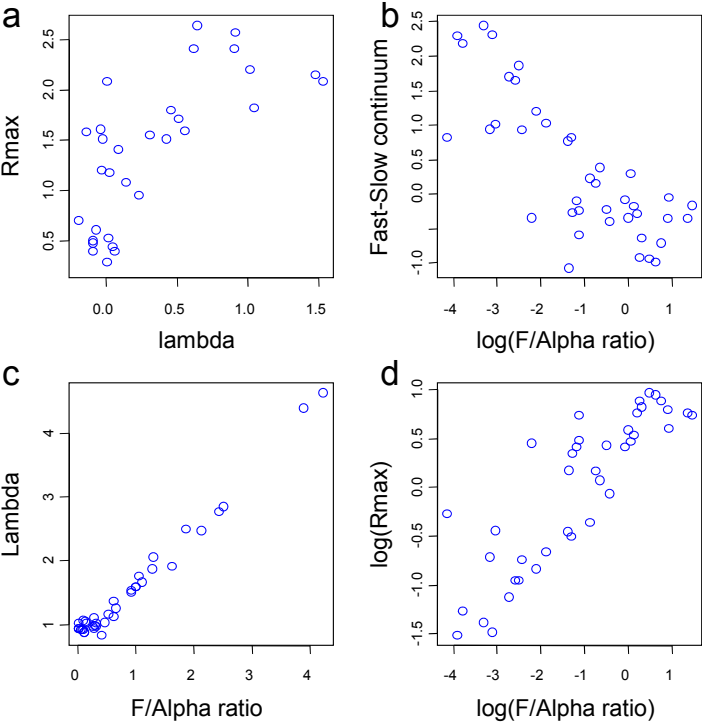 a
Rmax
0.5 1.0 1.5 2.0 2.5
0.0 0.5 1.0 1.5
lambda
b
Fast-Slow continuum
-1.0 0.0 0.5 1.0 1.5 2.0 2.5
-4 -3 -2 -1 0 1
log(F/Alpha ratio)
c
Lambda
1 2 3 4
0 1 2 3 4
F/Alpha ratio
d
log(Rmax)
-1.5 -1.0 -0.5 0.0 0.5 1.0
-4 -3 -2 -1 0 1
log(F/Alpha ratio)